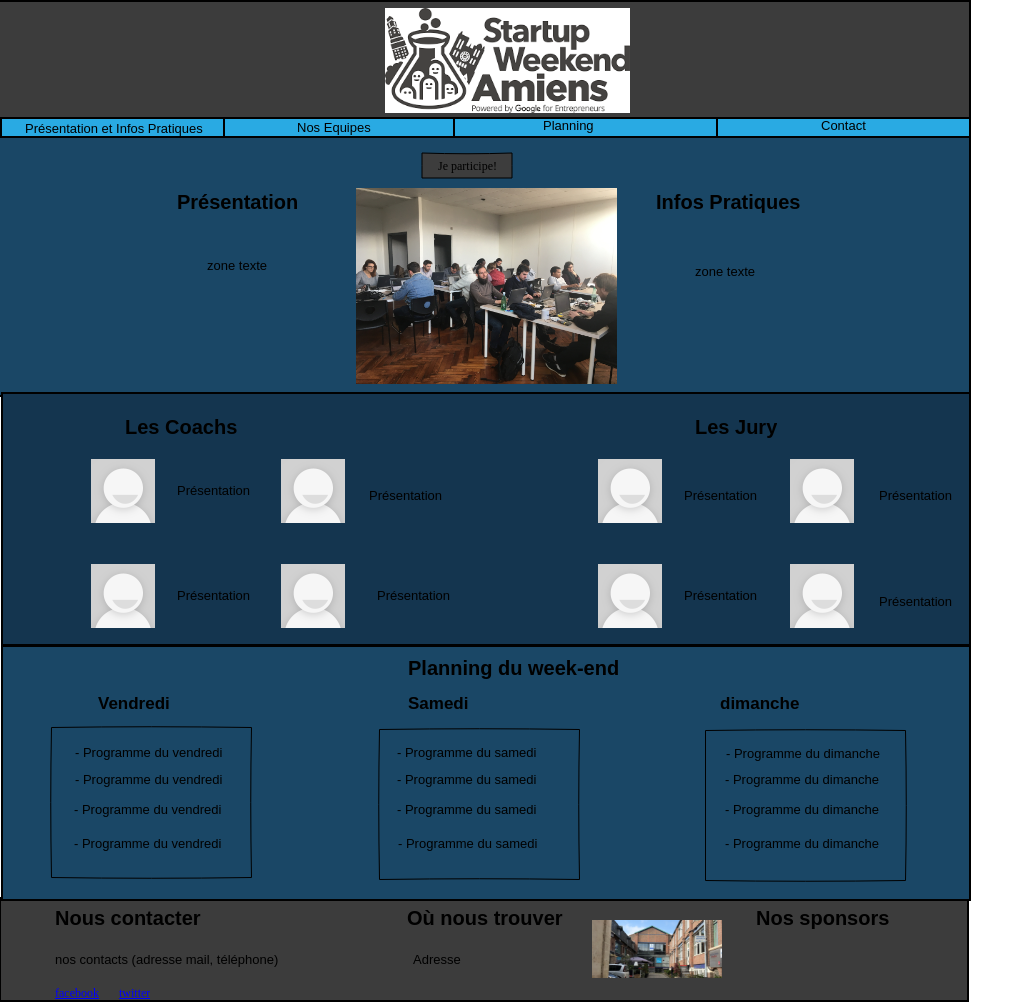 Startup
Weekend
Amiens
Powered by Google for Entrepreneurs
Présentation et Infos Pratiques
Nos Equipes
Planning
Contact
Je participe!
Présentation
Infos Pratiques
zone texte
zone texte
Les Coachs
Les Jury
Présentation
Présentation
Présentation
Présentation
Présentation
Présentation
Présentation
Présentation
Planning du week-end
Vendredi
Samedi
dimanche
- Programme du vendredi
- Programme du vendredi
- Programme du vendredi
- Programme du vendredi
- Programme du samedi
- Programme du samedi
- Programme du samedi
- Programme du samedi
- Programme du dimanche
- Programme du dimanche
- Programme du dimanche
- Programme du dimanche
Nous contacter
nos contacts (adresse mail, téléphone)
facebook twitter
Où nous trouver
Adresse
Nos sponsors